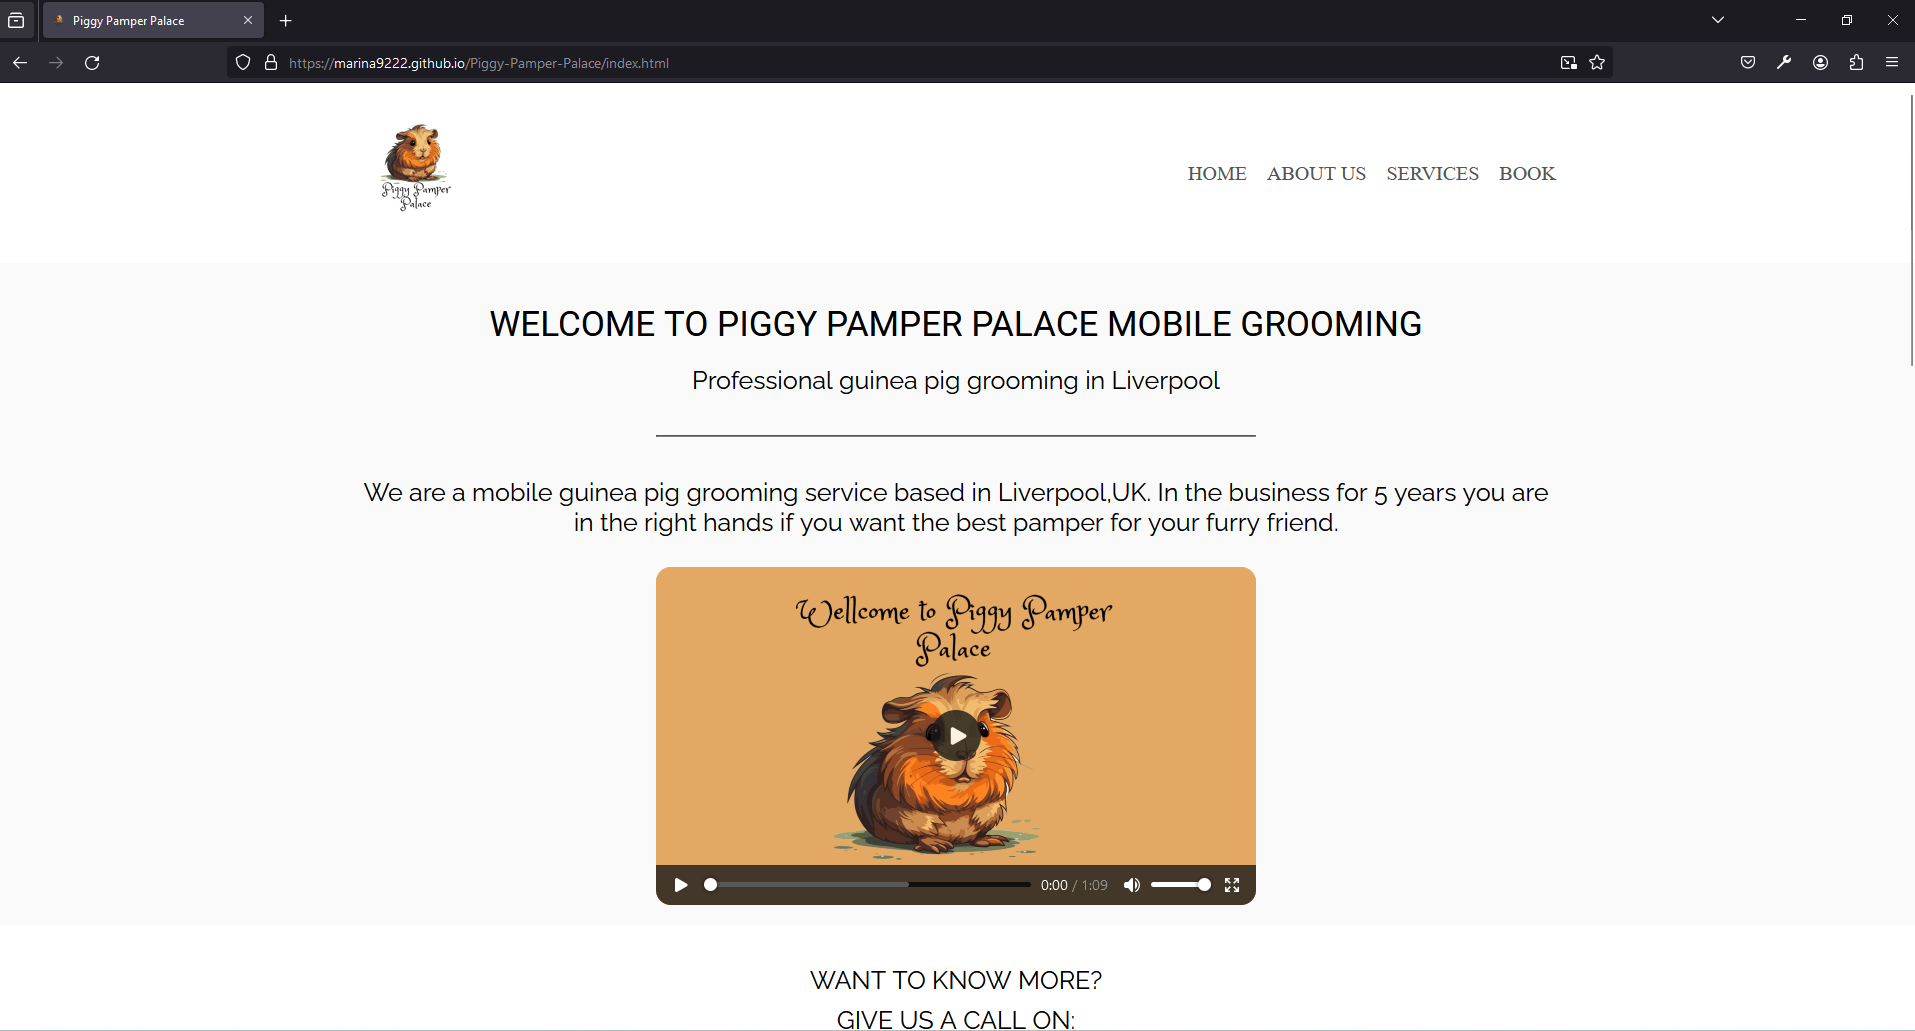 Piggy Pamper Palace
https://marina9222.github.io/Piggy-Pamper-Palace/index.html
Piggy Pamper
Palace
HOME ABOUT US SERVICES BOOK
WELCOME TO PIGGY PAMPER PALACE MOBILE GROOMING
Professional guinea pig grooming in Liverpool
We are a mobile guinea pig grooming service based in Liverpool,UK. In the business for 5 years you are
in the right hands if you want the best pamper for your furry friend.
Wellcome to Piggy Pamper
Palace
0:00 / 1:09
WANT TO KNOW MORE?
GIVE US A CALL ON: